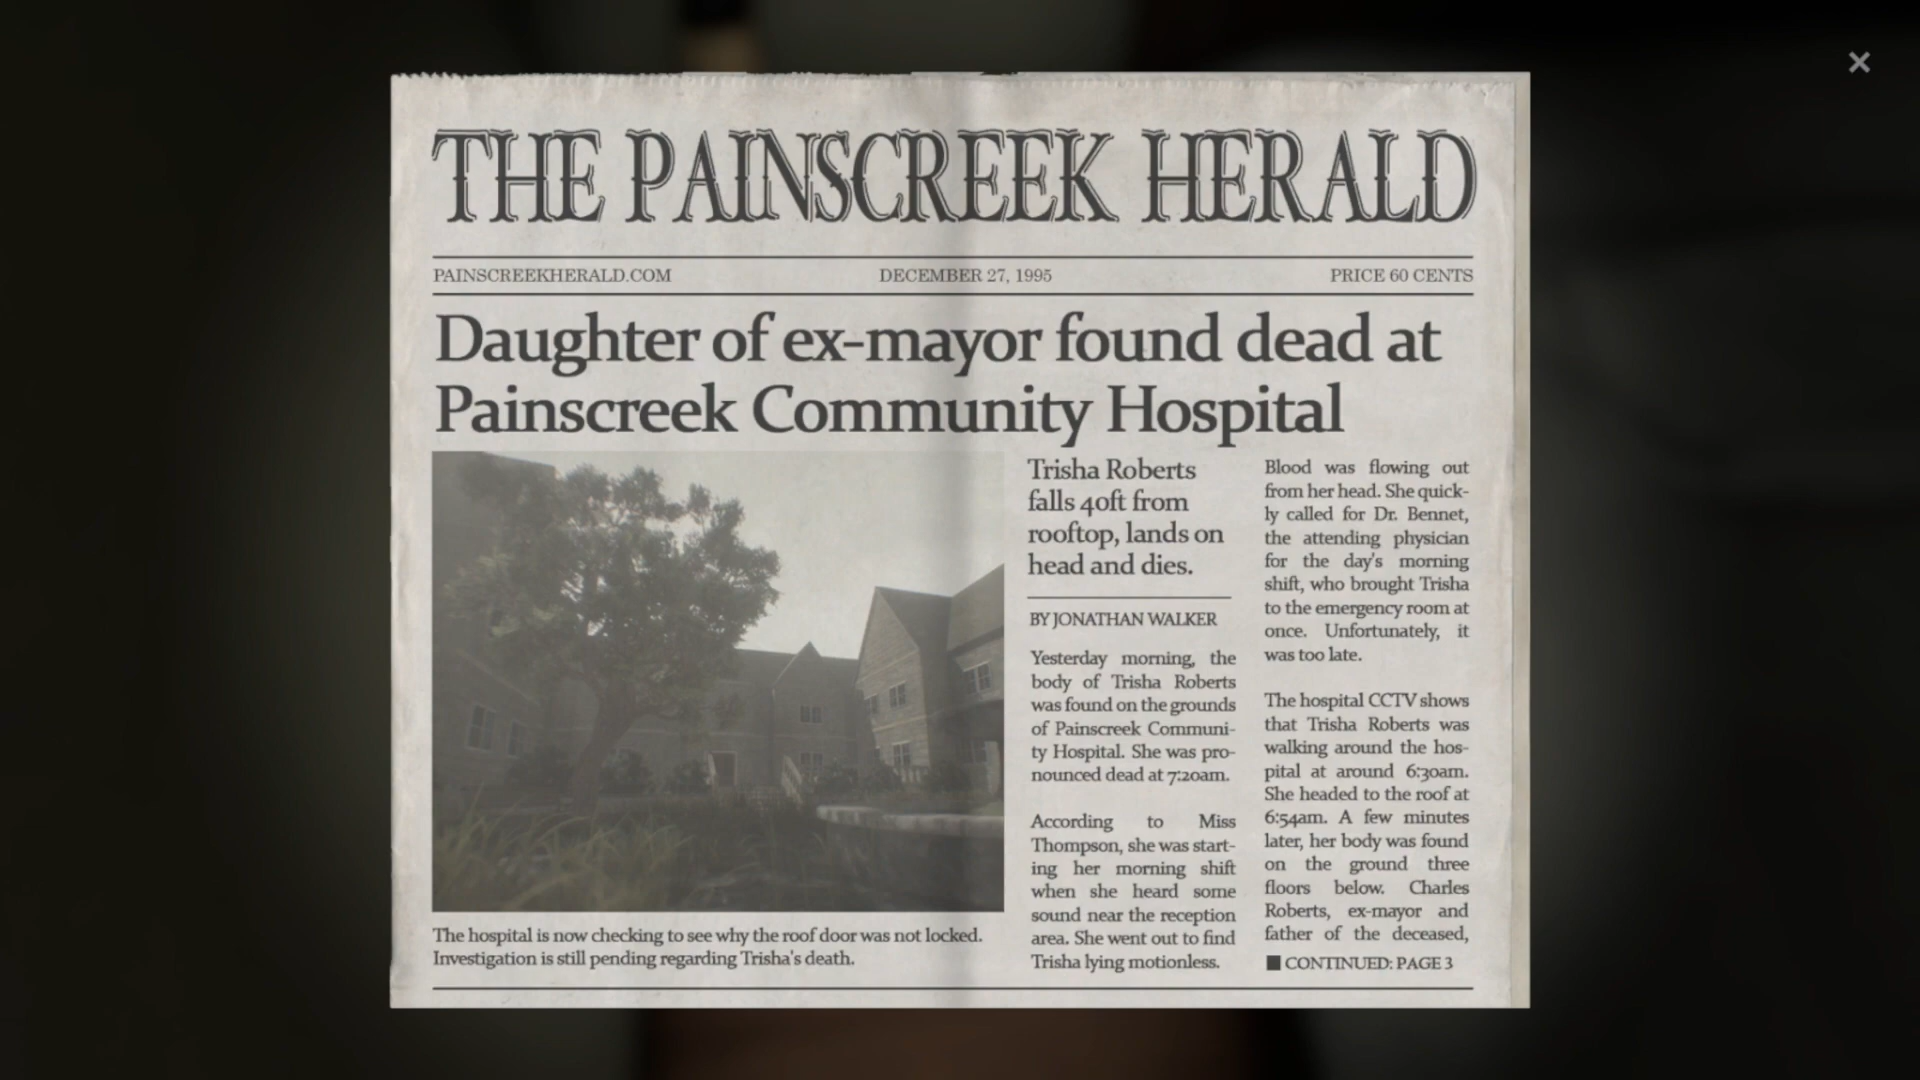 THE PAINSCREEK HERALD
PAINSCREEKHERALD.COM
DECEMBER 27, 1995
PRICE 60 CENTS
Daughter of ex-mayor found dead at
Painscreek Community Hospital
Trisha Roberts
falls 40ft from
rooftop, lands on
head and dies.
BY JONATHAN WALKER
Yesterday morning, the
body of Trisha Roberts
was found on the grounds
of Painscreek Communi-
ty Hospital. She was pro-
nounced dead at 7:20am.
According to Miss
Thompson, she was start-
ing her morning shift
when she heard some
sound near the reception
area. She went out to find
Trisha lying motionless.
Blood was flowing out
from her head. She quick-
ly called for Dr. Bennet,
the attending physician
for the day's morning
shift, who brought Trisha
to the emergency room at
once. Unfortunately, it
was too late.
The hospital CCTV shows
that Trisha Roberts was
walking around the hos-
pital at around 6:30am.
She headed to the roof at
6:54am. A few minutes
later, her body was found
on the ground three
floors below. Charles
Roberts, ex-mayor and
father of the deceased,
■ CONTINUED: PAGE 3
The hospital is now checking to see why the roof door was not locked.
Investigation is still pending regarding Trisha's death.